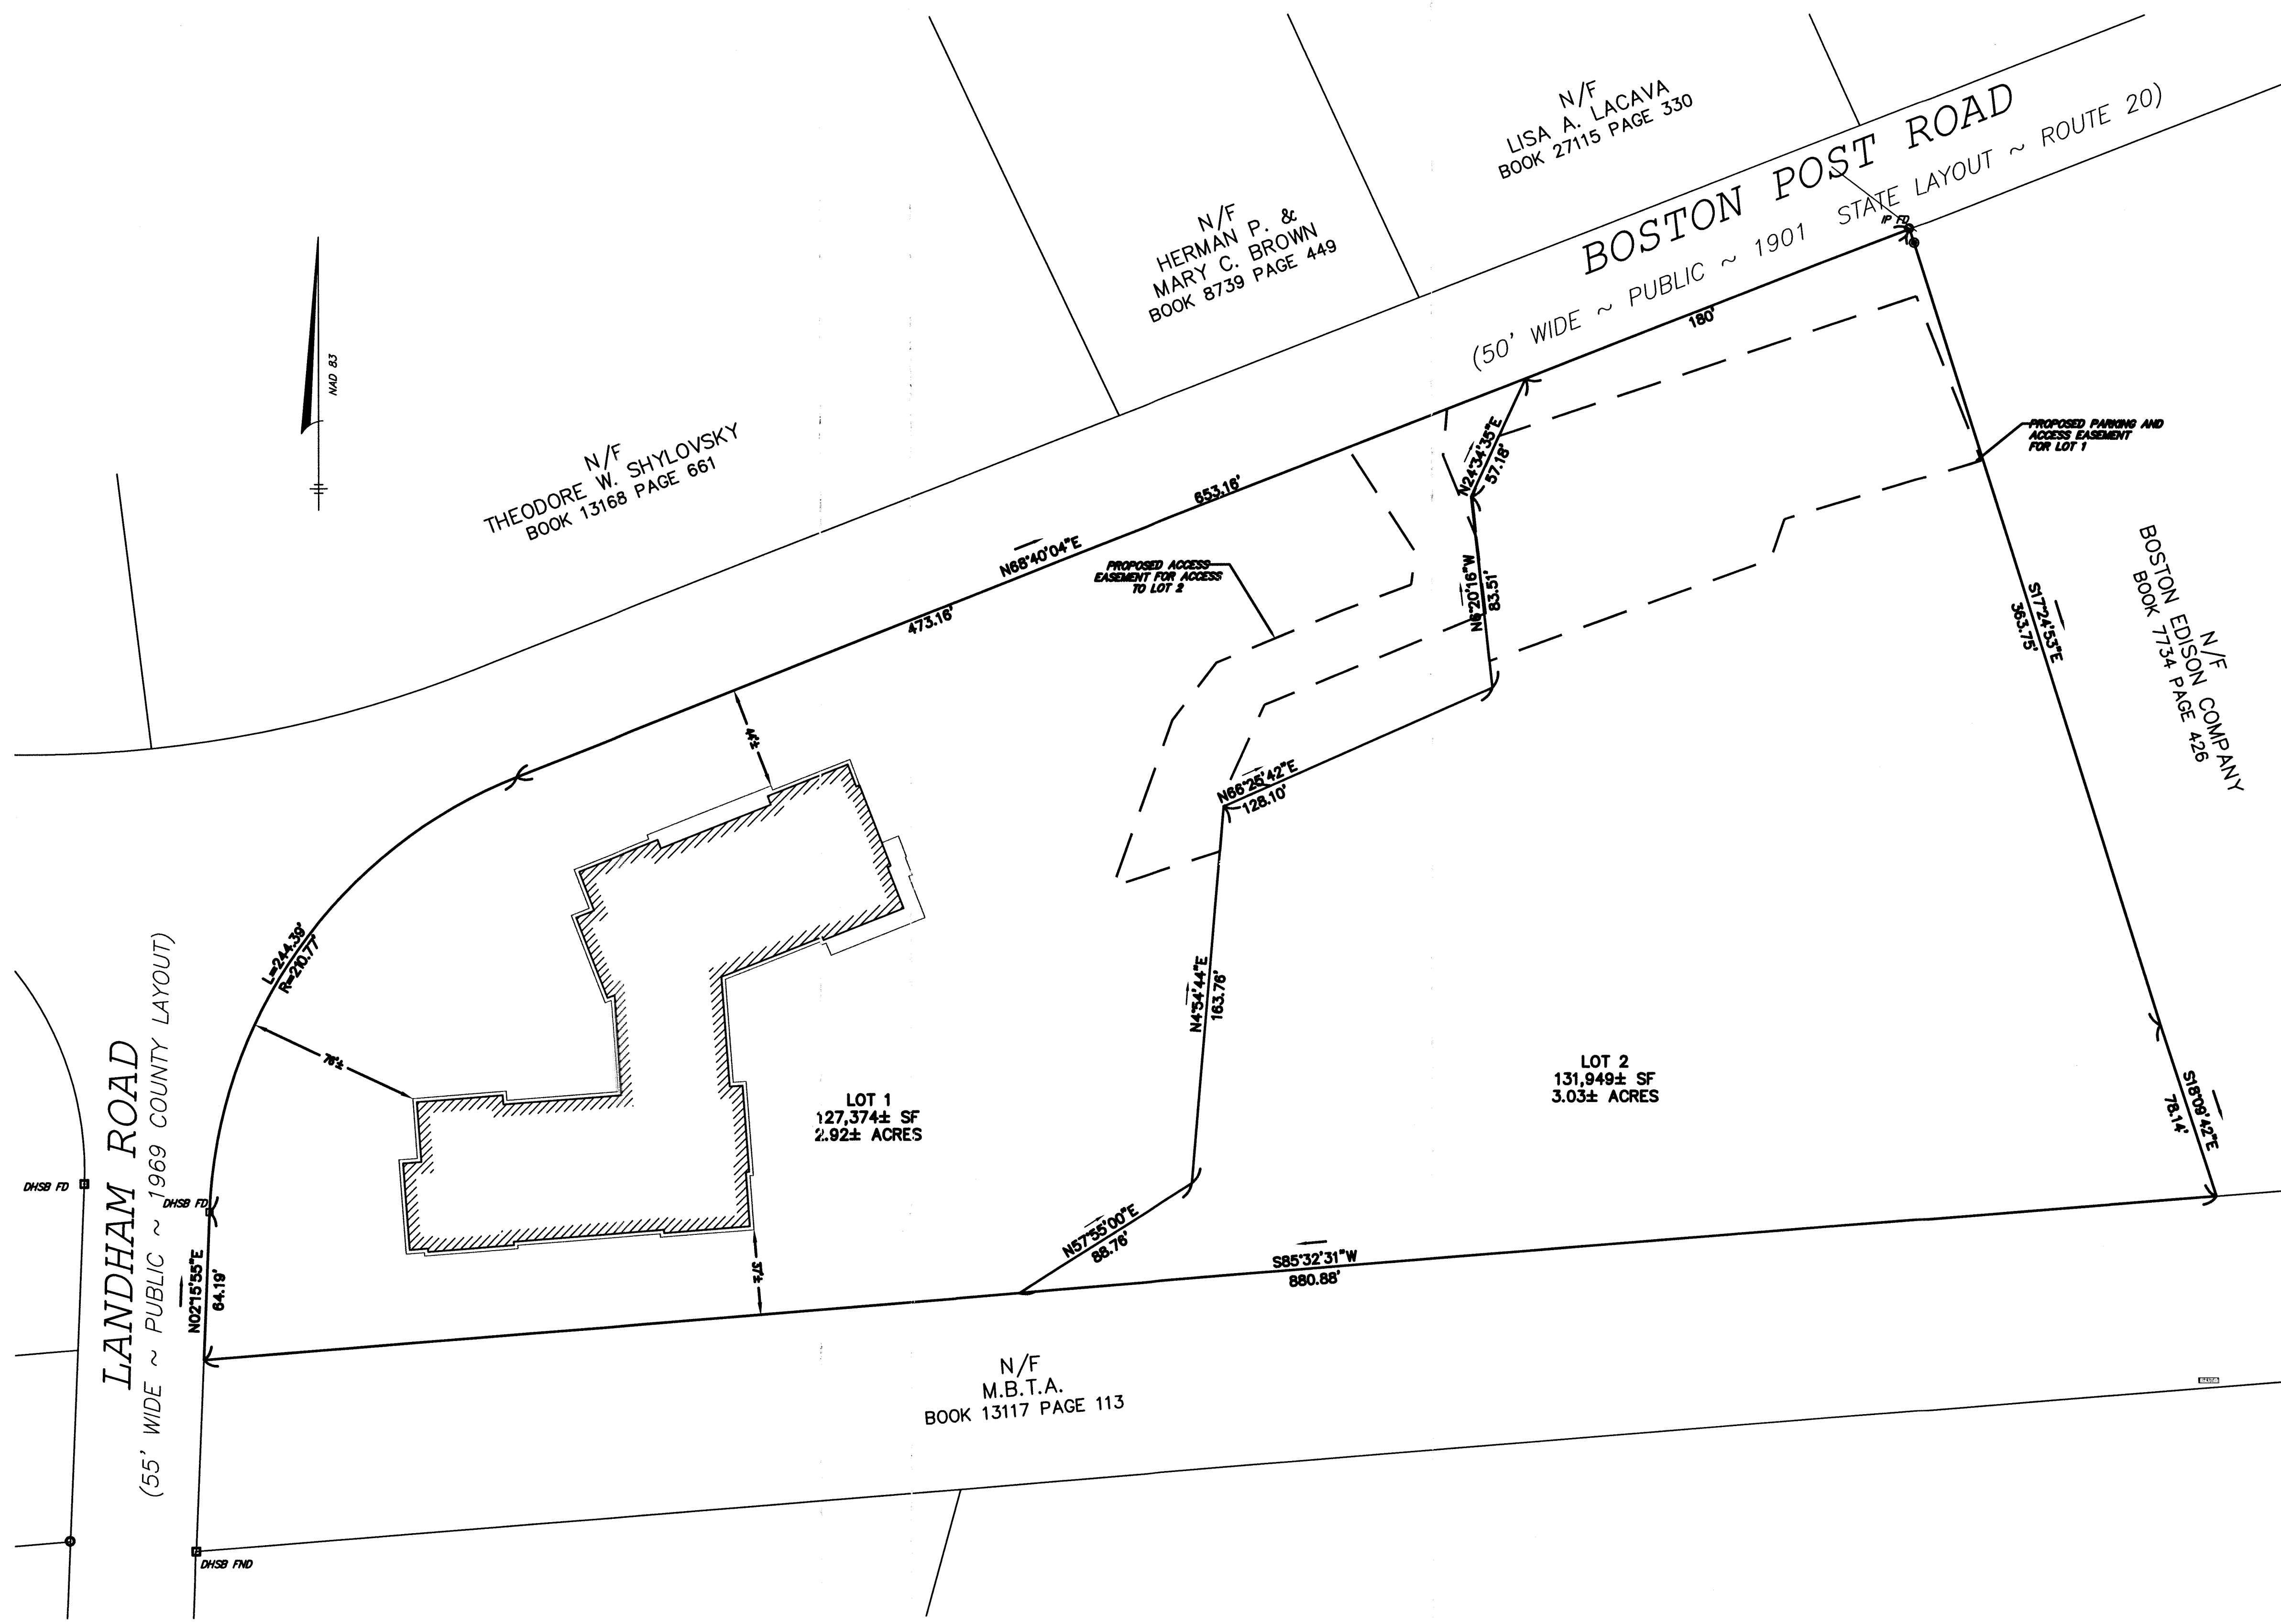 N/F
LISA A. LACAVA
BOOK 27115 PAGE 330
BOSTON POST ROAD
(50' WIDE ~ PUBLIC ~ 1901 STATE LAYOUT ~ ROUTE 20)
N/F
HERMAN P. &
MARY C. BROWN
BOOK 8739 PAGE 449
IP FD
180'
NAD 83
N/F
THEODORE W. SHYLOVSKY
BOOK 13168 PAGE 661
PROPOSED PARKING AND
ACCESS EASEMENT
FOR LOT 1
N24°34'35"E
57.18'
653.16'
N68°40'04"E
473.16'
PROPOSED ACCESS
EASEMENT FOR ACCESS
TO LOT 2
N6°20'16"W
83.51'
S17°24'53"E
363.75'
N/F
BOSTON EDISON COMPANY
BOOK 7734 PAGE 426
44'±
N66°25'42"E
128.10'
L=244.39'
R=210.77'
N4°54'44"E
163.76'
76'±
LOT 1
127,374± SF
2.92± ACRES
LOT 2
131,949± SF
3.03± ACRES
S18°09'42"E
78.14'
DHSB FD
DHSB FD
LANDHAM ROAD
(55' WIDE ~ PUBLIC ~ 1969 COUNTY LAYOUT)
N02°15'55"E
64.19'
37'±
N57°55'00"E
88.76'
S85°32'31"W
880.88'
N/F
M.B.T.A.
BOOK 13117 PAGE 113
DHSB FND